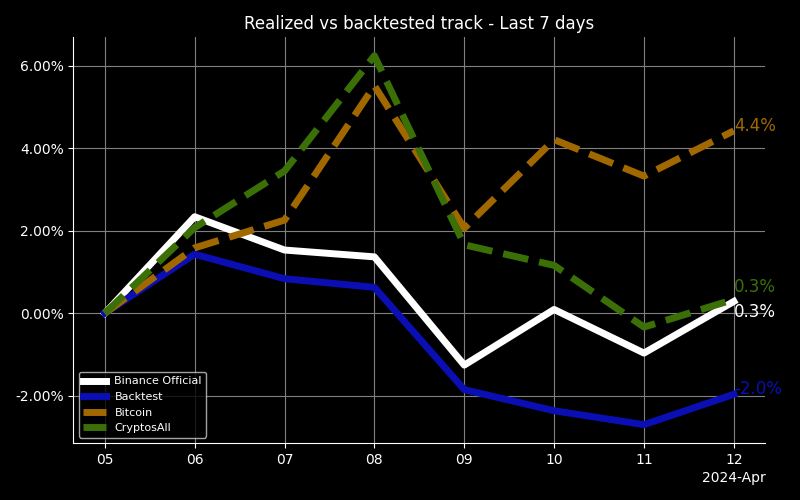 Realized vs backtested track - Last 7 days
6.00%
4.00%
2.00%
0.00%
-2.00%
4.4%
0.3%
0.3%
-2.0%
Binance Official
Backtest
Bitcoin
CryptosAll
05 06 07 08 09 10 11 12
2024-Apr